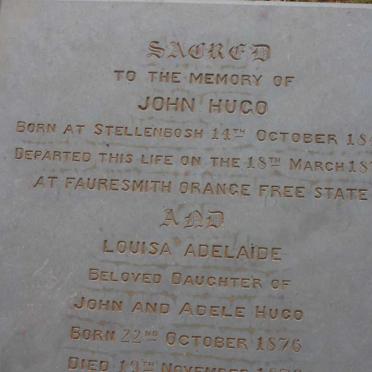 SACRED
TO THE MEMORY OF
JOHN HUGO
BORN AT STELLENBOSH 14TH OCTOBER 18
DEPARTED THIS LIFE ON THE 18TH MARCH 18
AT FAURESMITH ORANGE FREE STATE
AND
LOUISA ADELAIDE
BELOVED DAUGHTER OF
JOHN AND ADELE HUGO
BORN 22ND OCTOBER 1876
DIED 19TH NOVEMBER